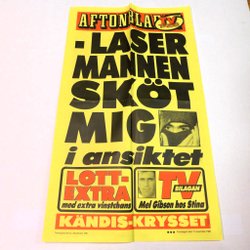 AFTONBLADET
- LASER
MANNEN
SKÖT
MIG
i ansiktet
LOTT-
EXTRA
med extra vinstchans
TV
BILAGAN
Mel Gibson hos Stina
KÄNDIS-KRYSSET